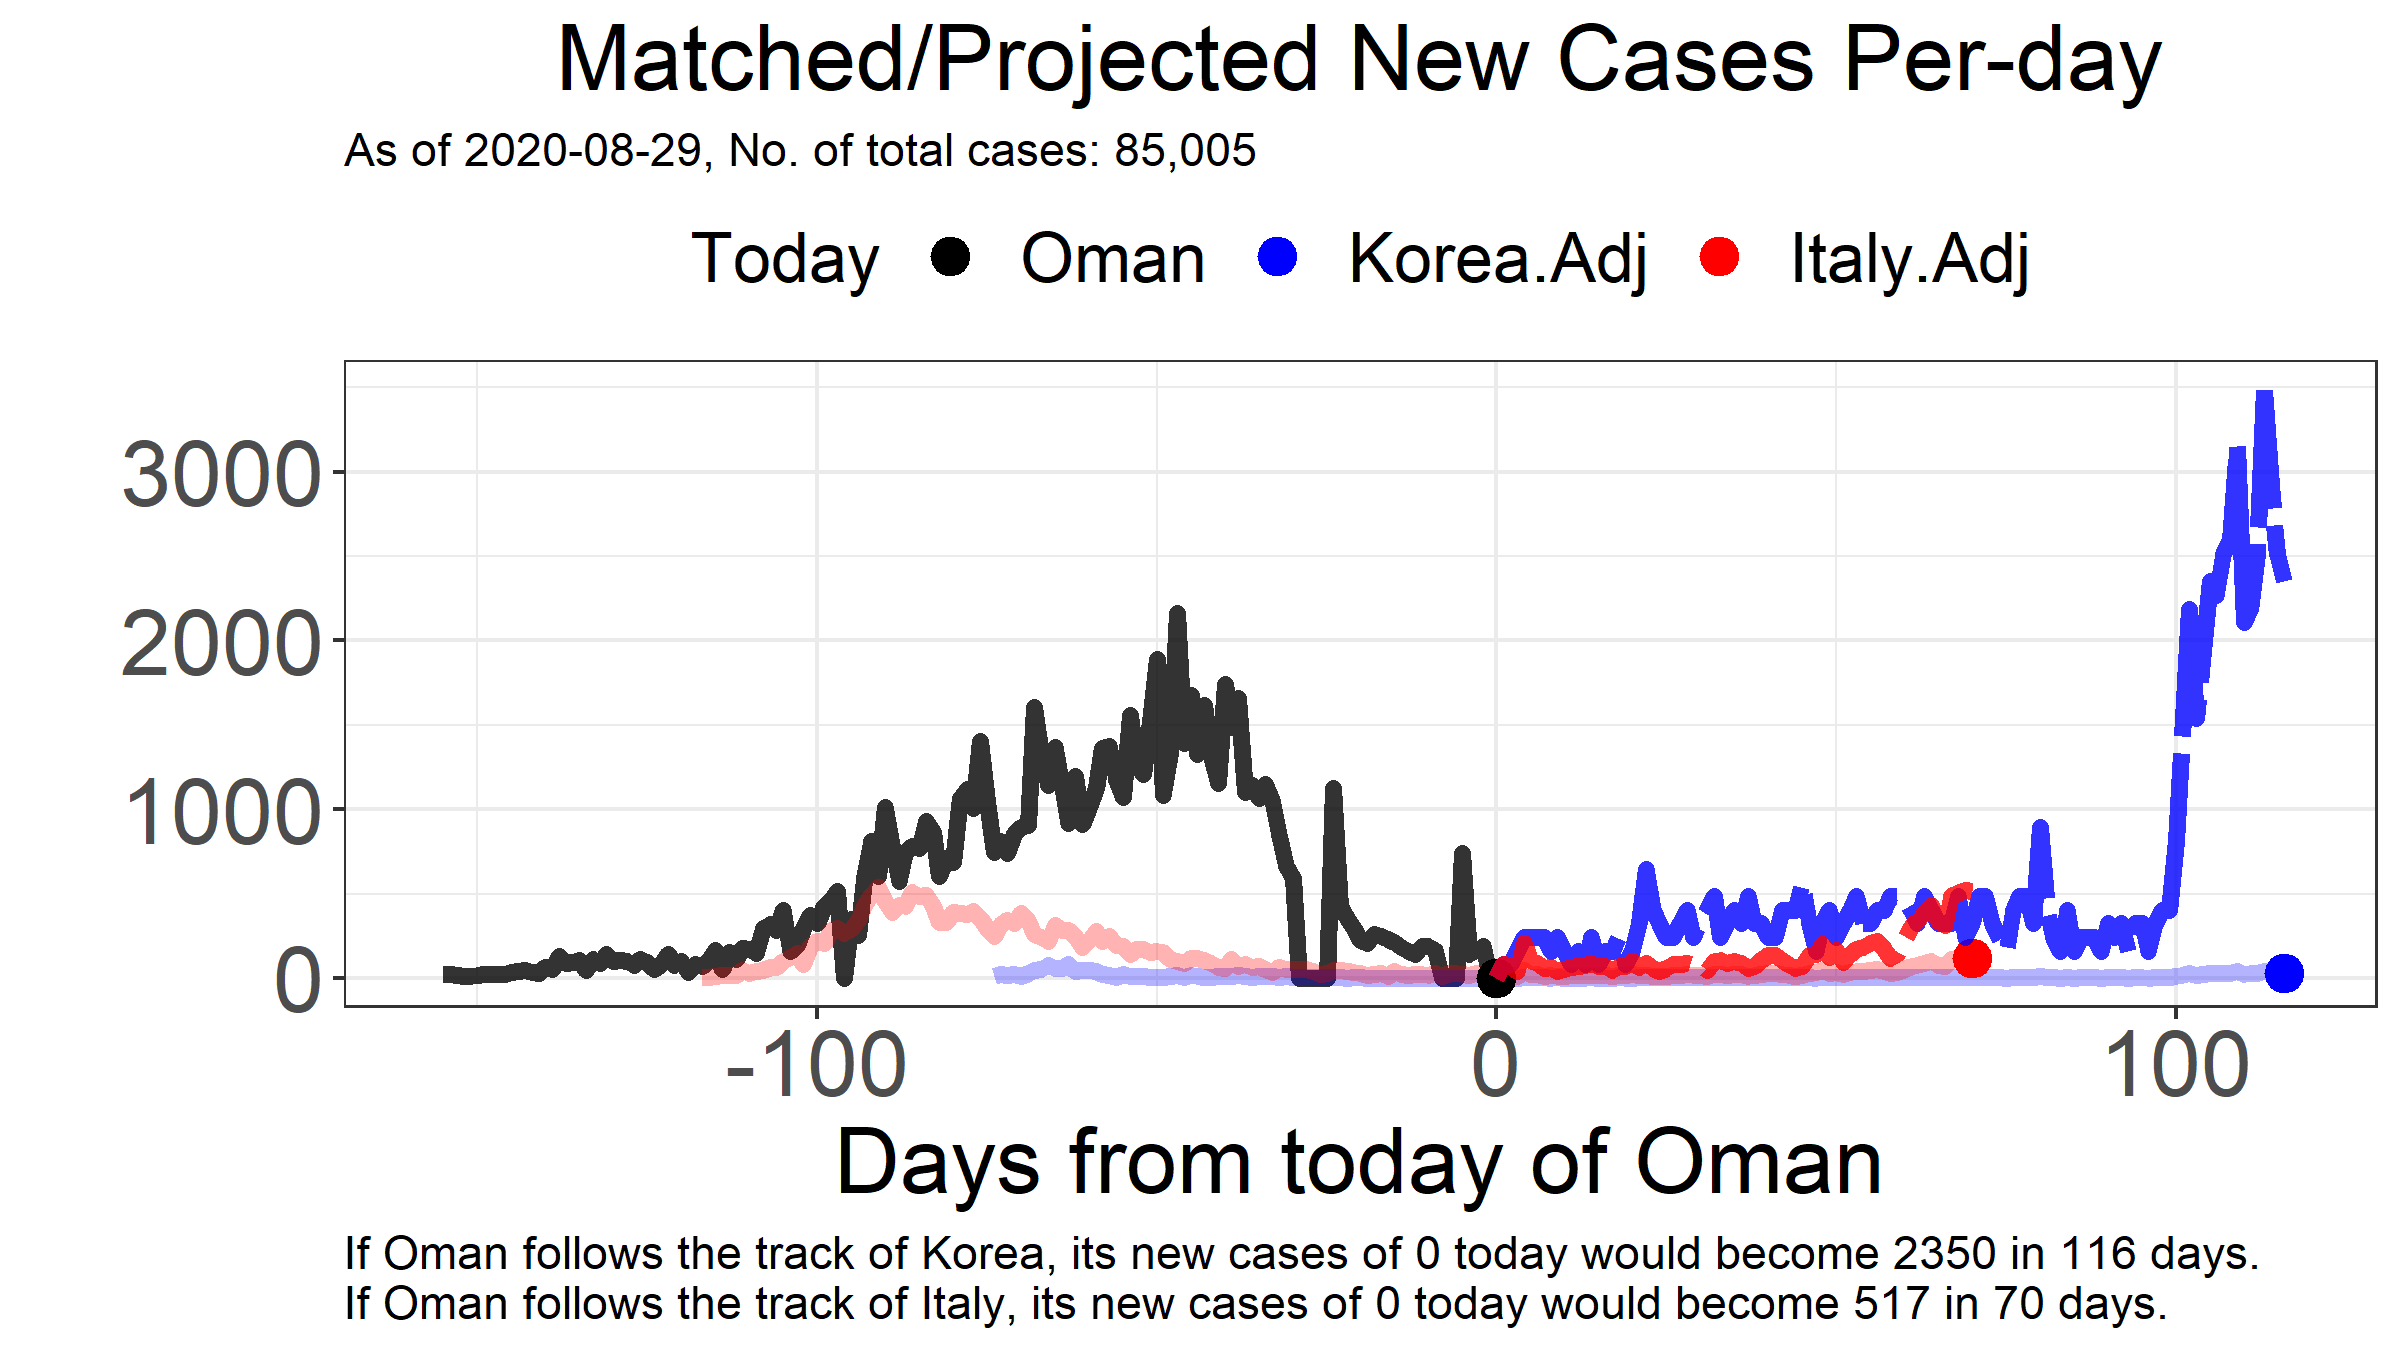 Matched/Projected New Cases Per-day
As of 2020-08-29, No. of total cases: 85,005
Today Oman Korea.Adj Italy.Adj
3000
2000
1000
0
-100 0 100
Days from today of Oman
If Oman follows the track of Korea, its new cases of 0 today would become 2350 in 116 days.
If Oman follows the track of Italy, its new cases of 0 today would become 517 in 70 days.